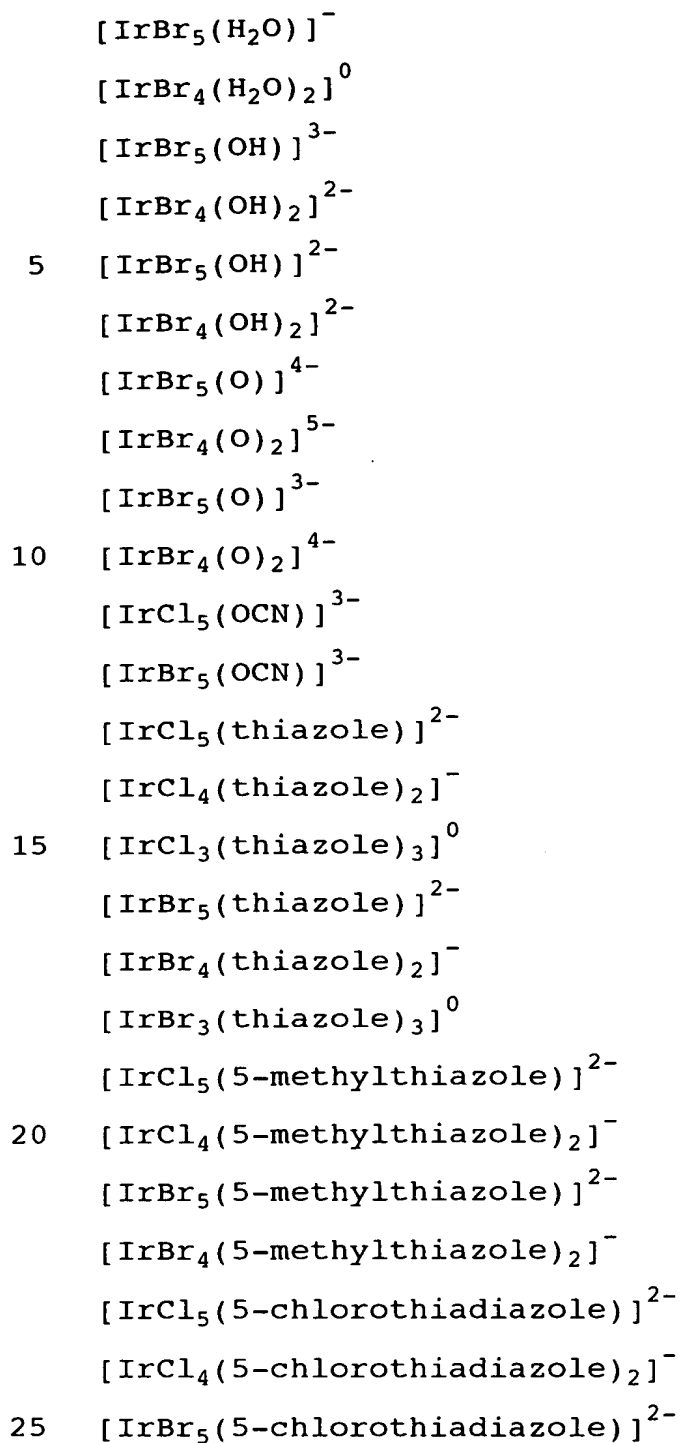 [IrBr₅(H₂O)]⁻
[IrBr₄(H₂O)₂]⁰
[IrBr₅(OH)]³⁻
[IrBr₄(OH)₂]²⁻
5 [IrBr₅(OH)]²⁻
[IrBr₄(OH)₂]²⁻
[IrBr₅(O)]⁴⁻
[IrBr₄(O)₂]⁵⁻
[IrBr₅(O)]³⁻
10 [IrBr₄(O)₂]⁴⁻
[IrCl₅(OCN)]³⁻
[IrBr₅(OCN)]³⁻
[IrCl₅(thiazole)]²⁻
[IrCl₄(thiazole)₂]⁻
15 [IrCl₃(thiazole)₃]⁰
[IrBr₅(thiazole)]²⁻
[IrBr₄(thiazole)₂]⁻
[IrBr₃(thiazole)₃]⁰
[IrCl₅(5-methylthiazole)]²⁻
20 [IrCl₄(5-methylthiazole)₂]⁻
[IrBr₅(5-methylthiazole)]²⁻
[IrBr₄(5-methylthiazole)₂]⁻
[IrCl₅(5-chlorothiadiazole)]²⁻
[IrCl₄(5-chlorothiadiazole)₂]⁻
25 [IrBr₅(5-chlorothiadiazole)]²⁻